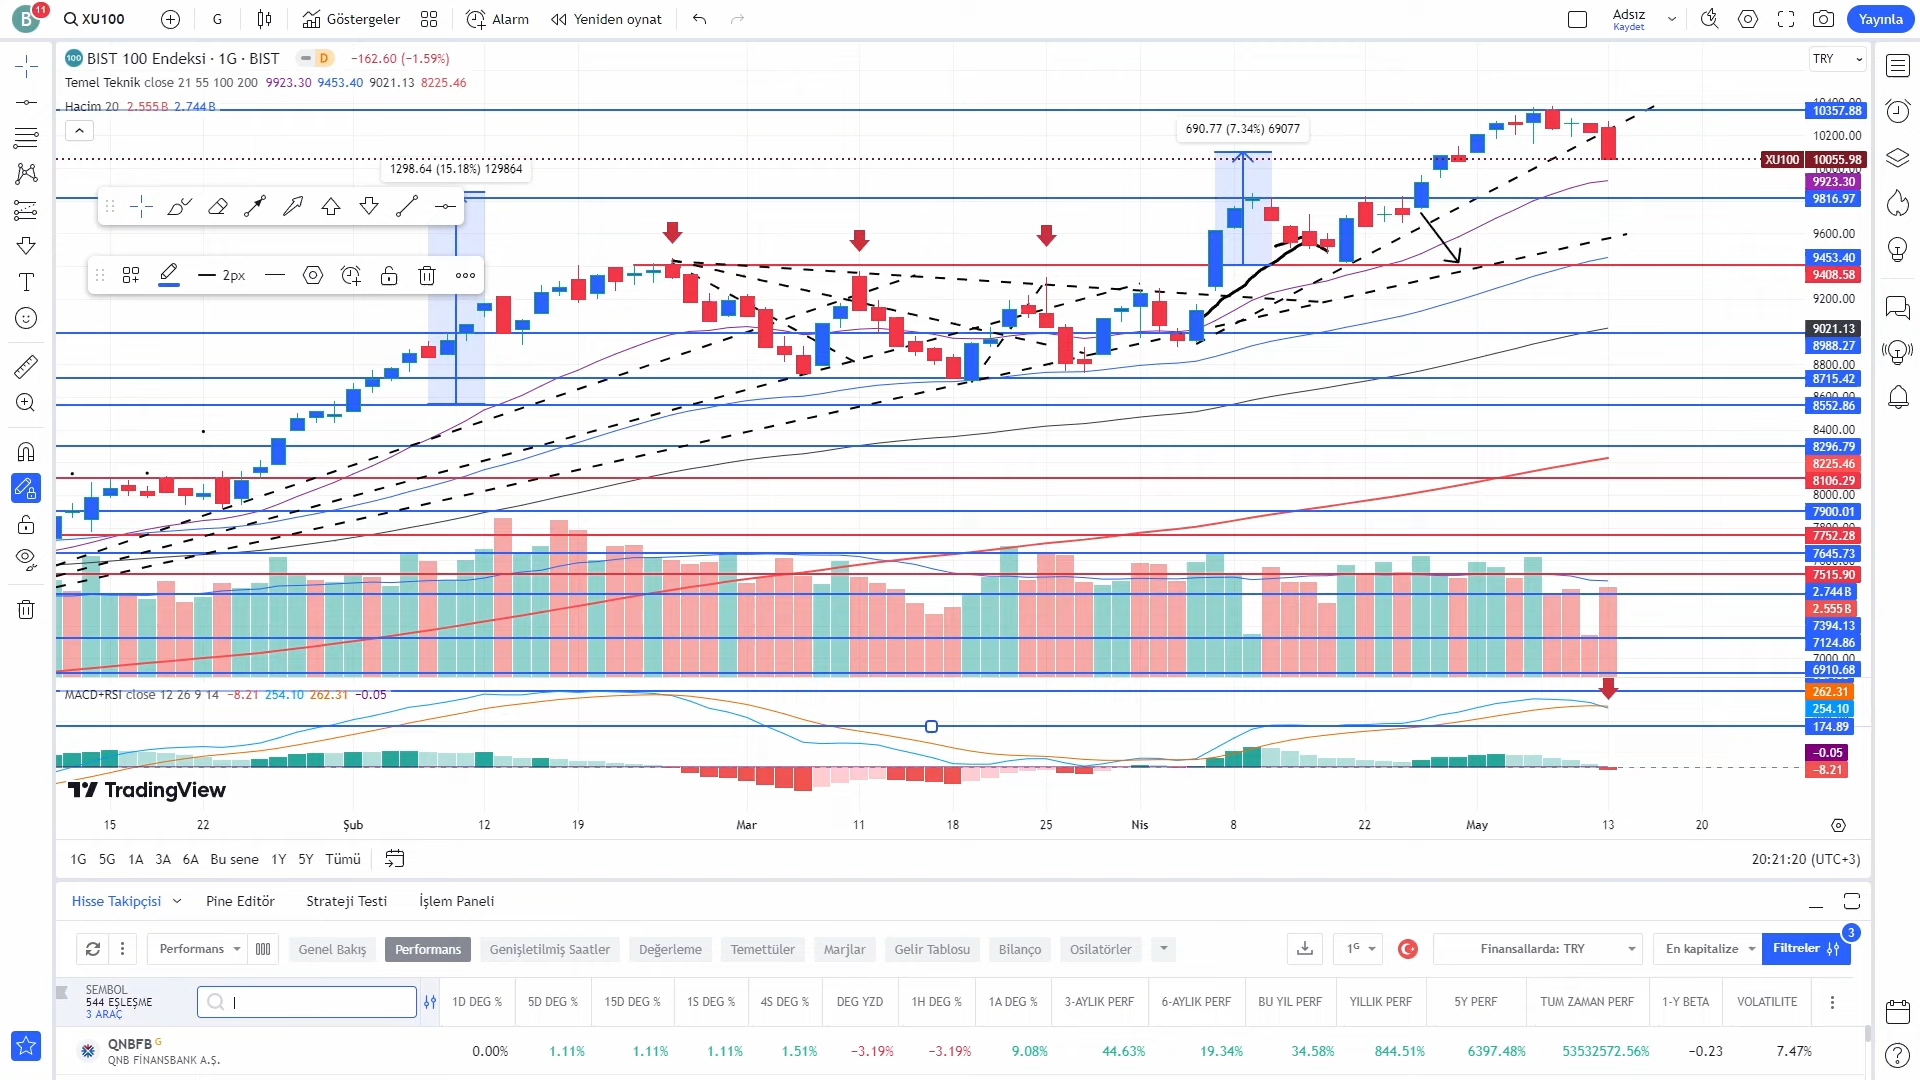 B 11 XU100 G Göstergeler Alarm Yeniden oynat Adsız Kaydet Yayınla
100 BIST 100 Endeksi · 1G · BIST D −162.60 (−1.59%) TRY
Temel Teknik close 21 55 100 200 9923.30 9453.40 9021.13 8225.46
Hacim 20 2.555B 2.744B
10357.88
690.77 (7.34%) 69077
10200.00
XU100 10055.98
1298.64 (15.18%) 129864
9923.30
9816.97
9600.00
9453.40
2px
9408.58
9200.00
9021.13
8988.27
8800.00
8715.42
8552.86
8400.00
8296.79
8225.46
8106.29
8000.00
7900.01
7752.28
7645.73
7515.90
2.744B
2.555B
7394.13
7124.86
7000.00
6910.68
MACD+RSI close 12 26 9 14 −8.21 254.10 262.31 −0.05
262.31
254.10
174.89
−0.05
−8.21
TradingView
15 22 Şub 12 19 Mar 11 18 25 Nis 8 22 May 13 20
1G 5G 1A 3A 6A Bu sene 1Y 5Y Tümü 20:21:20 (UTC+3)
Hisse Takipçisi Pine Editör Strateji Testi İşlem Paneli
Performans Genel Bakış Performans Genişletilmiş Saatler Değerleme Temettüler Marjlar Gelir Tablosu Bilanço Osilatörler 1G Finansallarda: TRY En kapitalize Filtreler 3
SEMBOL
544 EŞLEŞME
3 ARAÇ
1D DEG % 5D DEG % 15D DEG % 1S DEG % 4S DEG % DEG YZD 1H DEG % 1A DEG % 3-AYLIK PERF 6-AYLIK PERF BU YIL PERF YILLIK PERF 5Y PERF TUM ZAMAN PERF 1-Y BETA VOLATILITE
QNBFB G
QNB FİNANSBANK A.Ş.
0.00% 1.11% 1.11% 1.11% 1.51% −3.19% −3.19% 9.08% 44.63% 19.34% 34.58% 844.51% 6397.48% 53532572.56% −0.23 7.47%